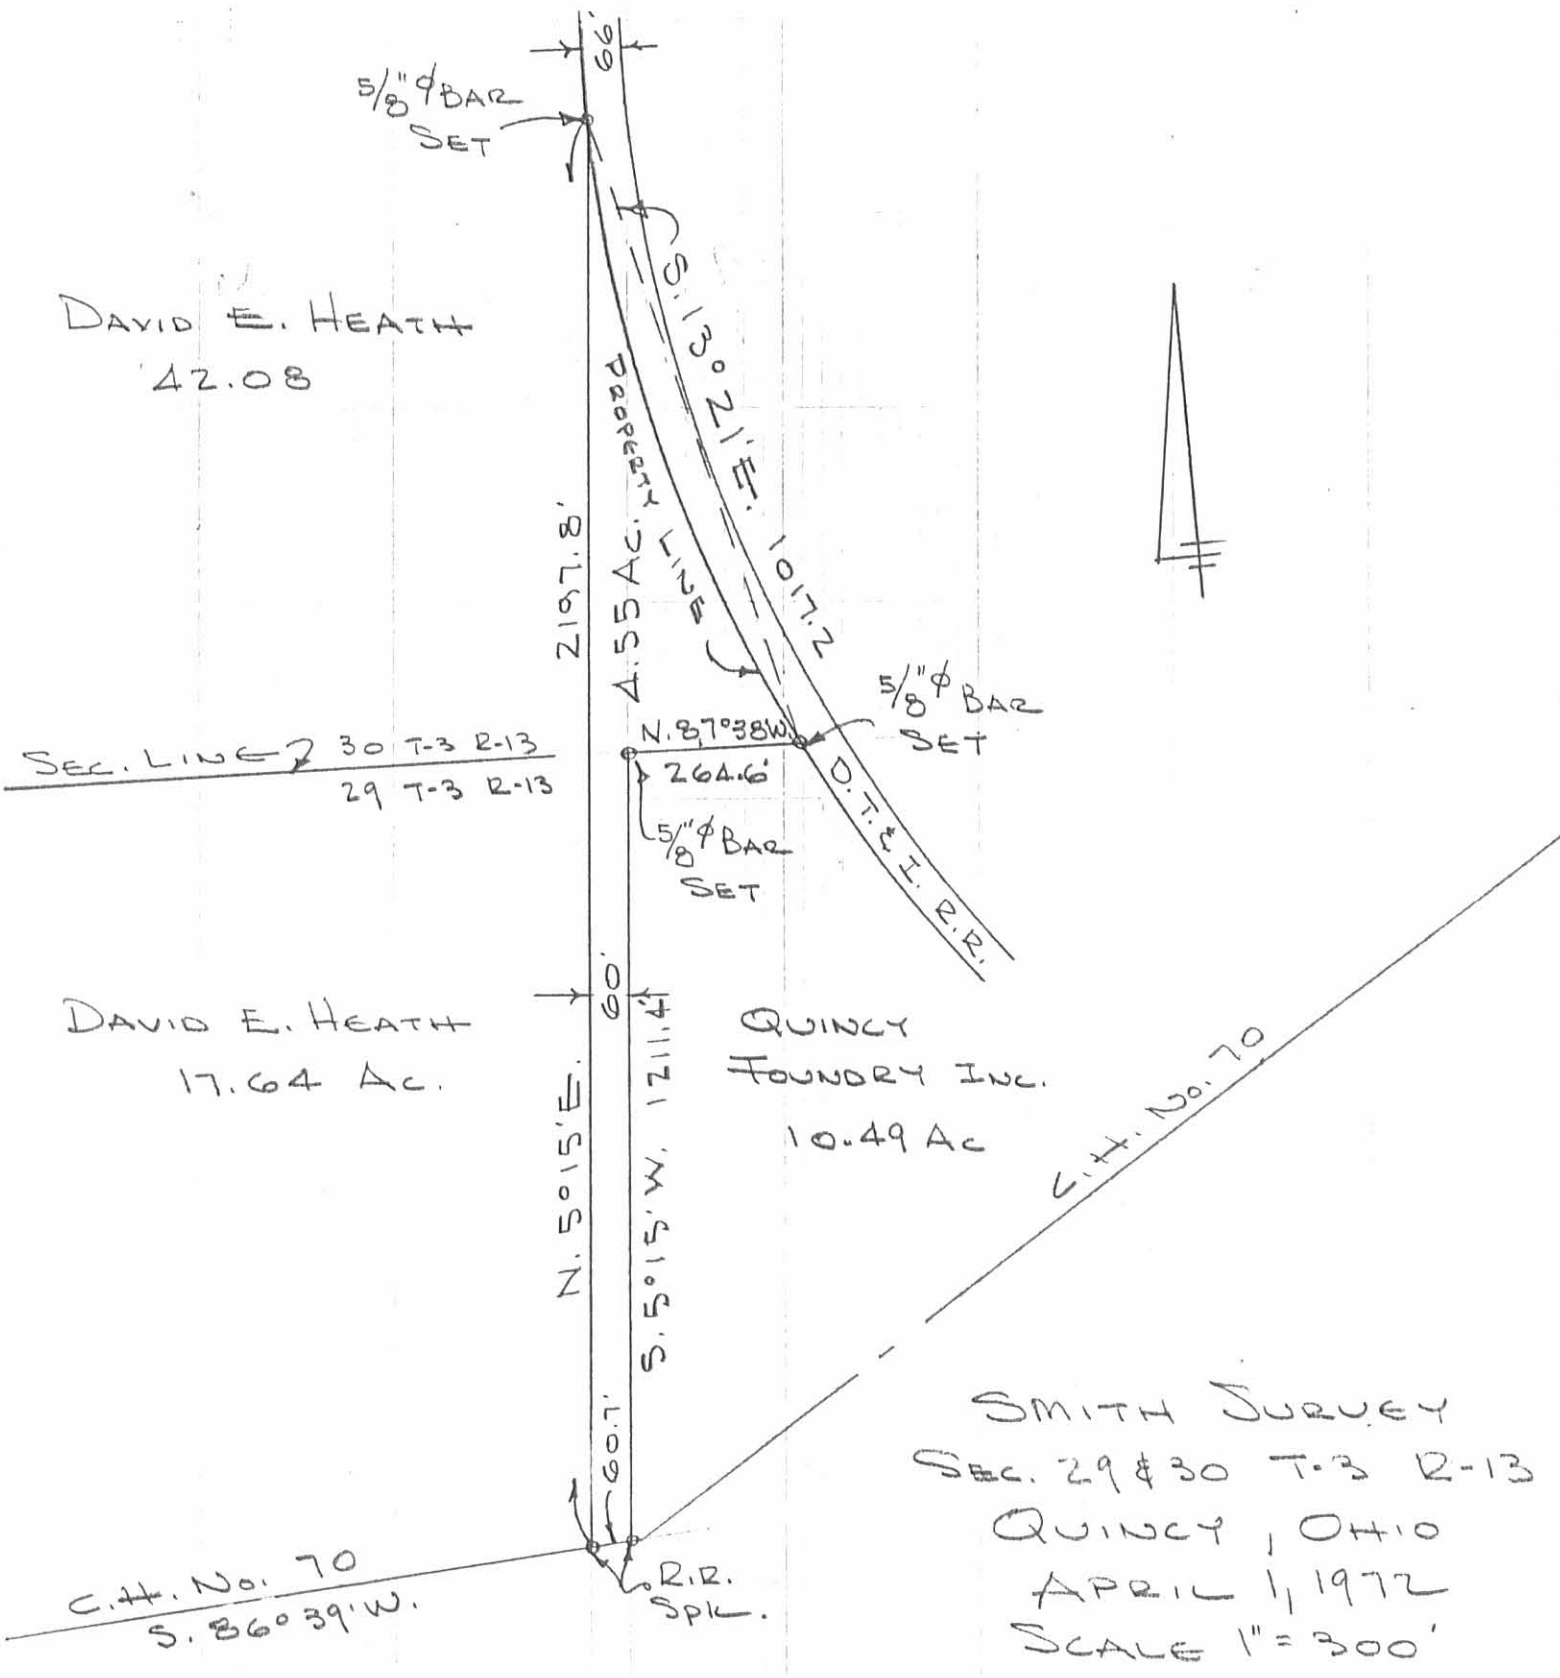 66'
5/8" ϕ BAR
SET
S. 13° 21' E. 1017.2
DAVID E. HEATH
42.08
PROPERTY LINE
2197.8'
4.55 AC.
5/8" ϕ BAR
SET
N. 87° 38 W.
264.6'
SEC. LINE 30 T-3 R-13
29 T-3 R-13
D. T. & I. R.R.
5/8" ϕ BAR
SET
60'
DAVID E. HEATH
17.64 AC.
QUINCY
FOUNDRY INC.
10.49 AC
N. 5° 15' E.
S. 5° 15' W. 1211.4'
C.H. No. 70
60.7'
R.R.
SPK.
C.H. No. 70
S. 86° 39' W.
SMITH SURVEY
SEC. 29 & 30 T-3 R-13
QUINCY, OHIO
APRIL 1, 1972
SCALE 1" = 300'